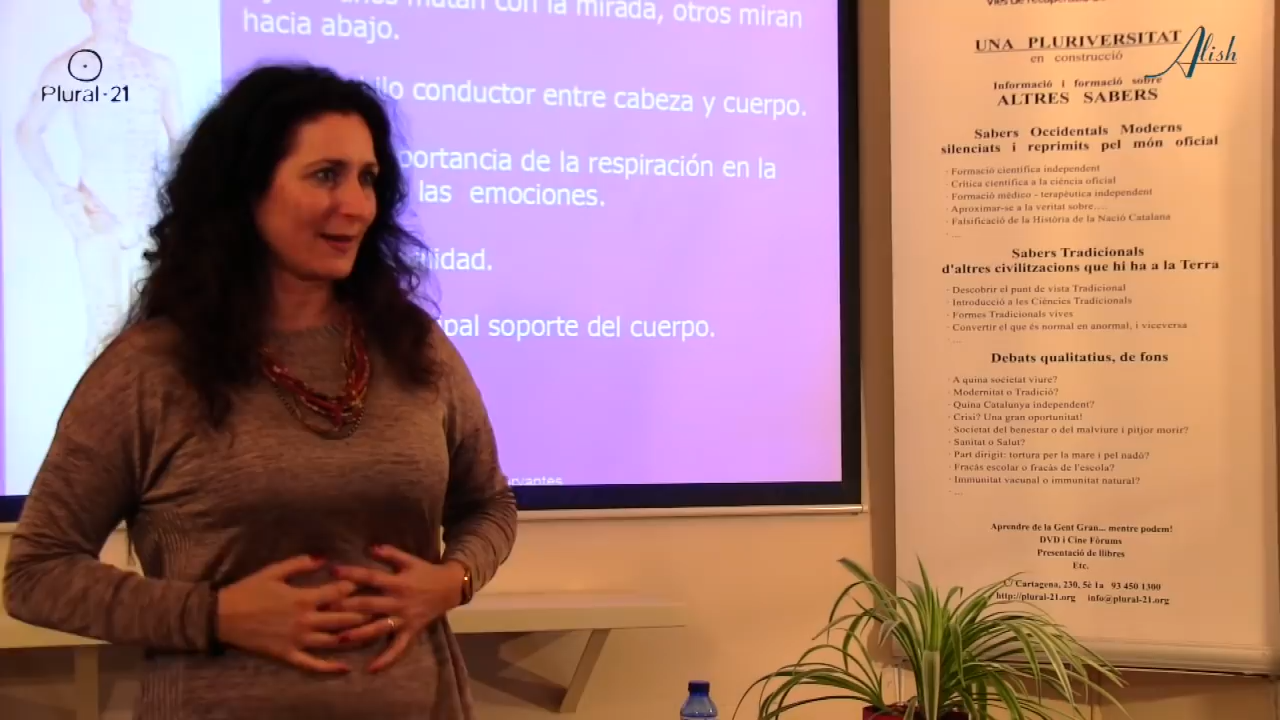 Plural-21
mutan con la mirada, otros miran
hacia abajo.
hilo conductor entre cabeza y cuerpo.
de la respiración en la
las emociones.
soporte del cuerpo.
Alish
UNA PLURIVERSITAT
en construcció
Informació i formació sobre
ALTRES SABERS
Sabers Occidentals Moderns
silenciats i reprimits pel món oficial
· Formació científica independent
· Crítica científica a la ciència oficial
· Formació mèdico - terapèutica independent
· Aproximar-se a la veritat sobre....
· Falsificació de la Història de la Nació Catalana
· ...
Sabers Tradicionals
d'altres civilitzacions que hi ha a la Terra
· Descobrir el punt de vista Tradicional
· Introducció a les Ciències Tradicionals
· Formes Tradicionals vives
· Convertir el que és normal en anormal, i viceversa
· ...
Debats qualitatius, de fons
· A quina societat viure?
· Modernitat o Tradició?
· Quina Catalunya independent?
· Crisi? Una gran oportunitat!
· Societat del benestar o del malviure i pitjor morir?
· Sanitat o Salut?
· Part dirigit: tortura per la mare i pel nadó?
· Fracàs escolar o fracàs de l'escola?
· Immunitat vacunal o immunitat natural?
· ...
Aprendre de la Gent Gran... mentre podem!
DVD i Cine Fòrums
Presentació de llibres
Etc.
C/ Cartagena, 230, 5è 1a 93 450 1300
http://plural-21.org info@plural-21.org